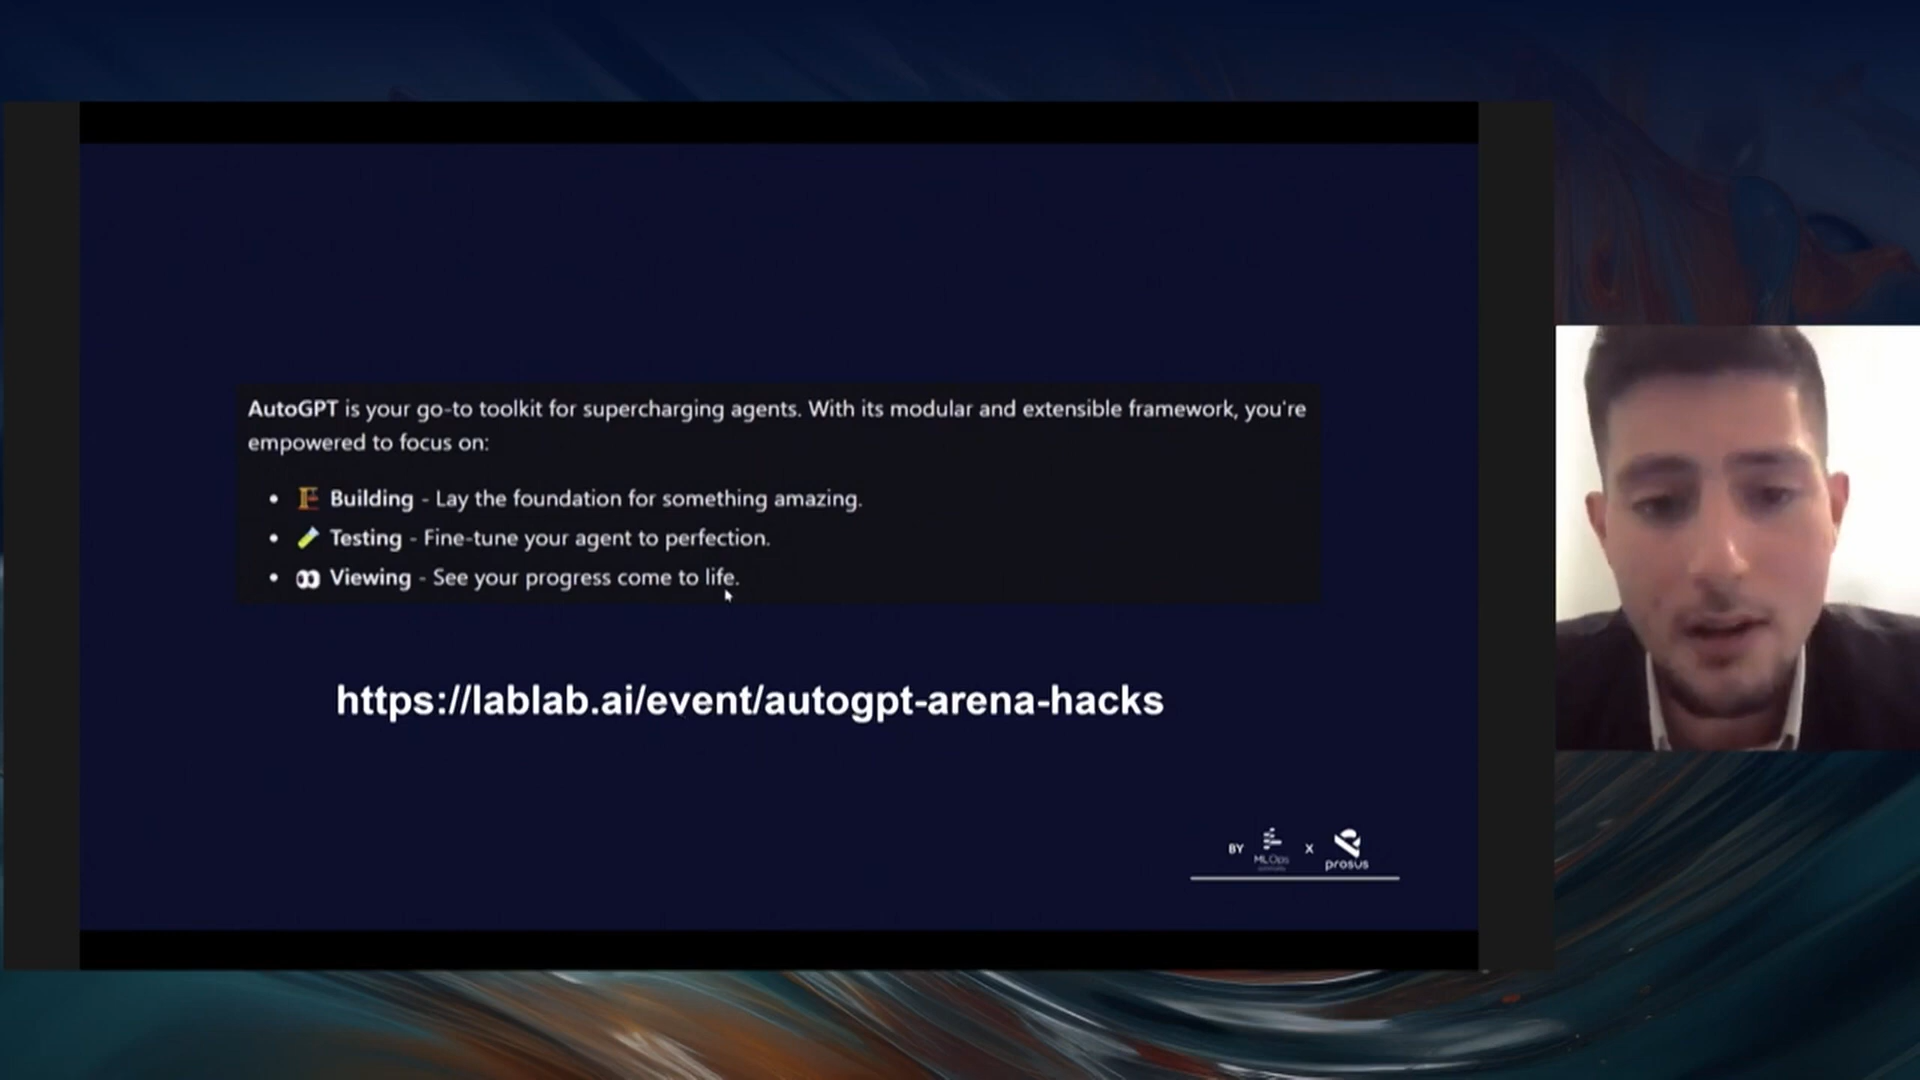 AutoGPT is your go-to toolkit for supercharging agents. With its modular and extensible framework, you're
empowered to focus on:
• Building - Lay the foundation for something amazing.
• Testing - Fine-tune your agent to perfection.
• Viewing - See your progress come to life.
https://lablab.ai/event/autogpt-arena-hacks
BY MLOps X prosus